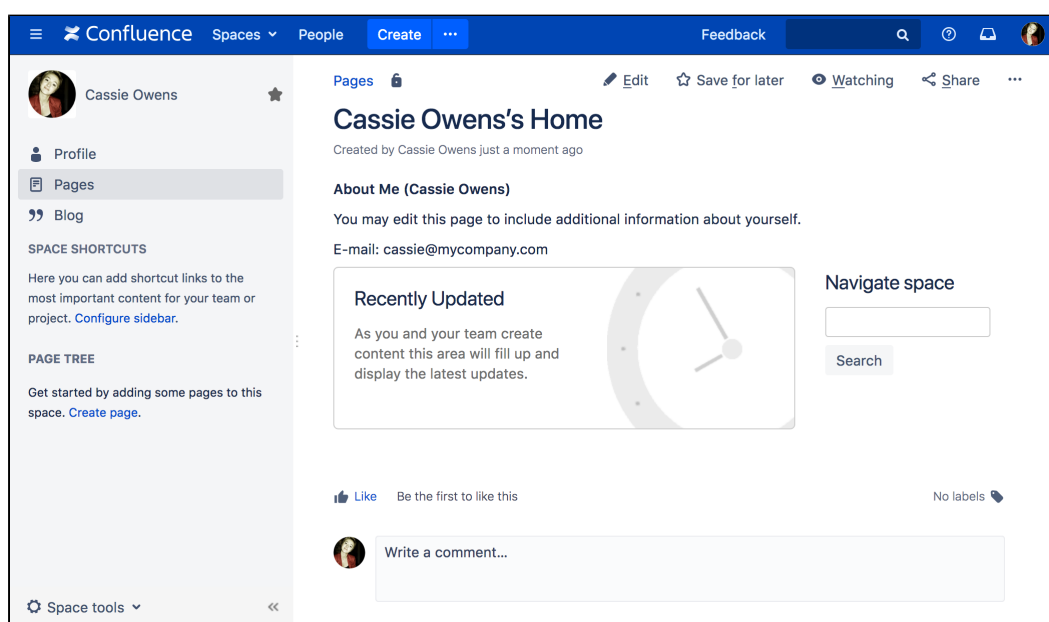 Confluence Spaces People Create ••• Feedback
Cassie Owens
Profile
Pages
Blog
SPACE SHORTCUTS
Here you can add shortcut links to the
most important content for your team or
project. Configure sidebar.
PAGE TREE
Get started by adding some pages to this
space. Create page.
Space tools
Pages Edit Save for later Watching Share •••
Cassie Owens's Home
Created by Cassie Owens just a moment ago
About Me (Cassie Owens)
You may edit this page to include additional information about yourself.
E-mail: cassie@mycompany.com
Recently Updated
As you and your team create
content this area will fill up and
display the latest updates.
Navigate space
Search
Like Be the first to like this No labels
Write a comment...